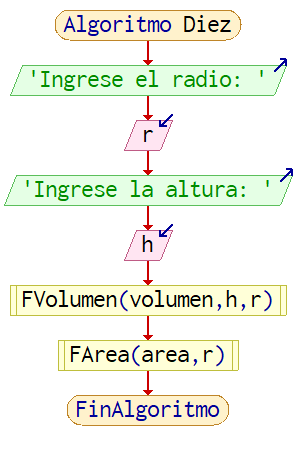 Algoritmo Diez
'Ingrese el radio: '
r
'Ingrese la altura: '
h
FVolumen(volumen,h,r)
FArea(area,r)
FinAlgoritmo